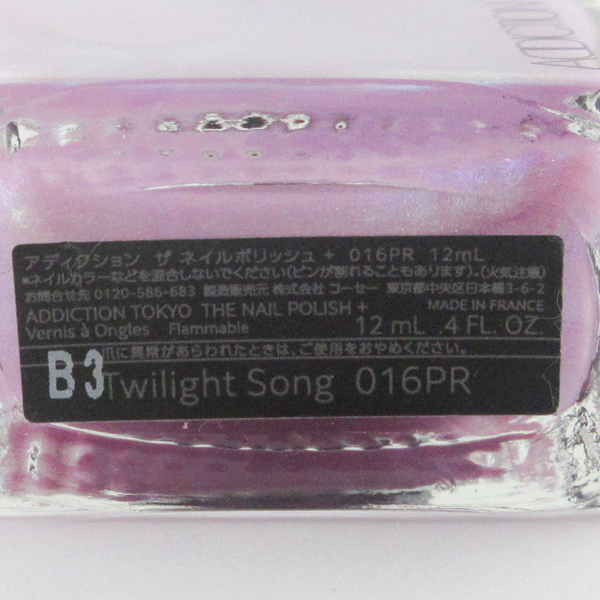 アディクション ザ ネイルポリッシュ + 016PR 12mL
※ネイルカラーなどを混合しないでください(ビンが割れることもあります)。〈火気注意〉
お問合せ先 0120-586-683 製造販売元 株式会社 コーセー 東京都中央区日本橋3-6-2
ADDICTION TOKYO THE NAIL POLISH + MADE IN FRANCE
Vernis à Ongles Flammable 12 mL .4 FL. OZ.
爪に異常があらわれたときは、ご使用をおやめください。
B3
Twilight Song 016PR